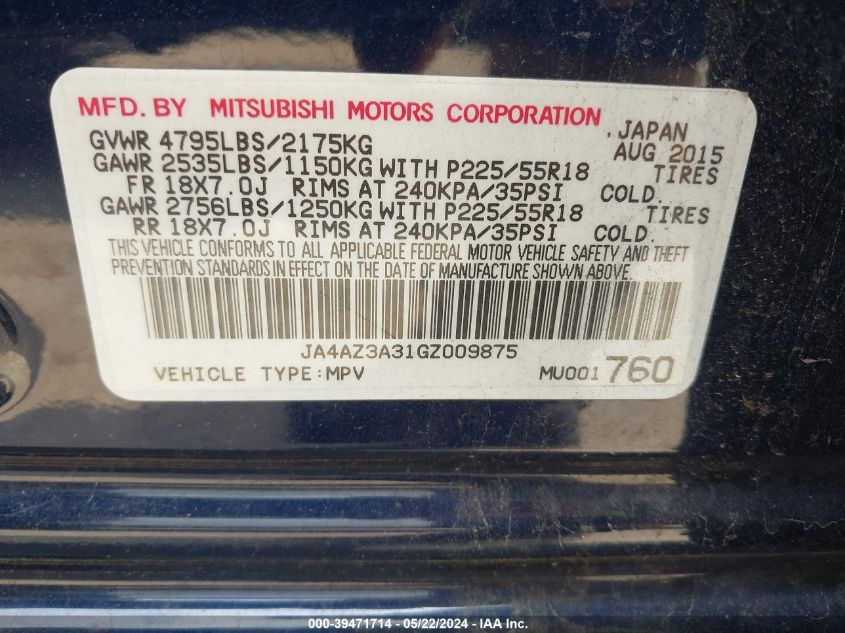 MFD. BY MITSUBISHI MOTORS CORPORATION, JAPAN
GVWR 4795LBS/2175KG AUG 2015
GAWR 2535LBS/1150KG WITH P225/55R18 TIRES
FR 18X7.0J RIMS AT 240KPA/35PSI COLD.
GAWR 2756LBS/1250KG WITH P225/55R18 TIRES
RR 18X7.0J RIMS AT 240KPA/35PSI COLD.
THIS VEHICLE CONFORMS TO ALL APPLICABLE FEDERAL MOTOR VEHICLE SAFETY AND THEFT
PREVENTION STANDARDS IN EFFECT ON THE DATE OF MANUFACTURE SHOWN ABOVE.
JA4AZ3A31GZ009875
VEHICLE TYPE:MPV MU001760
000-39471714 - 05/22/2024 - IAA Inc.